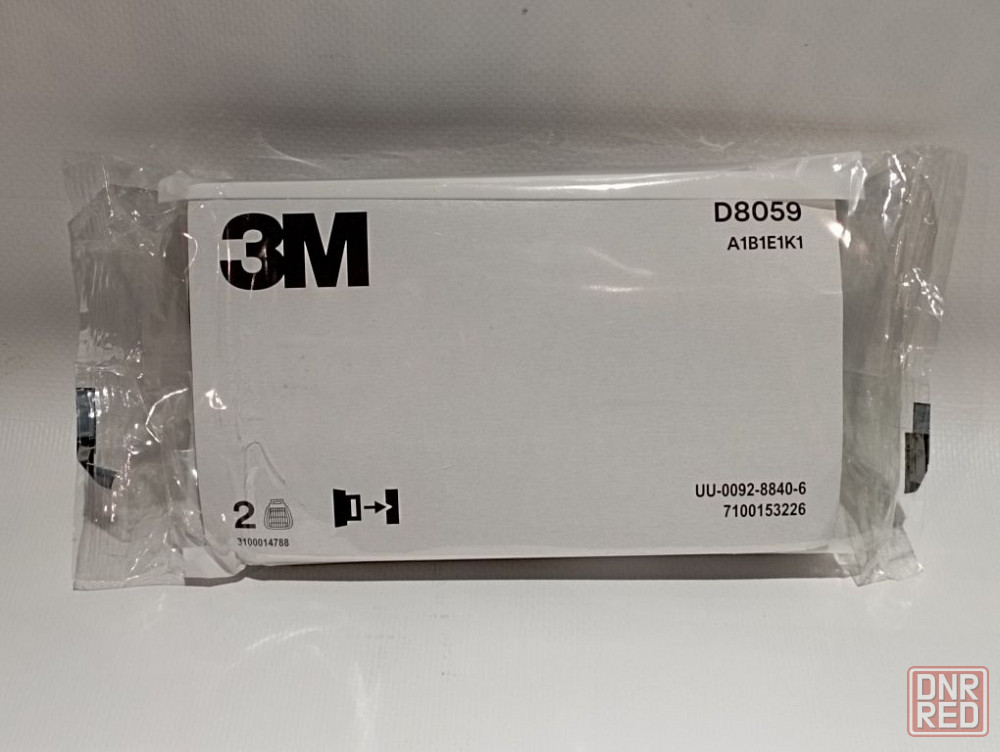 3M
D8059
A1B1E1K1
UU-0092-8840-6
7100153226
2
3100014788
DNR
RED